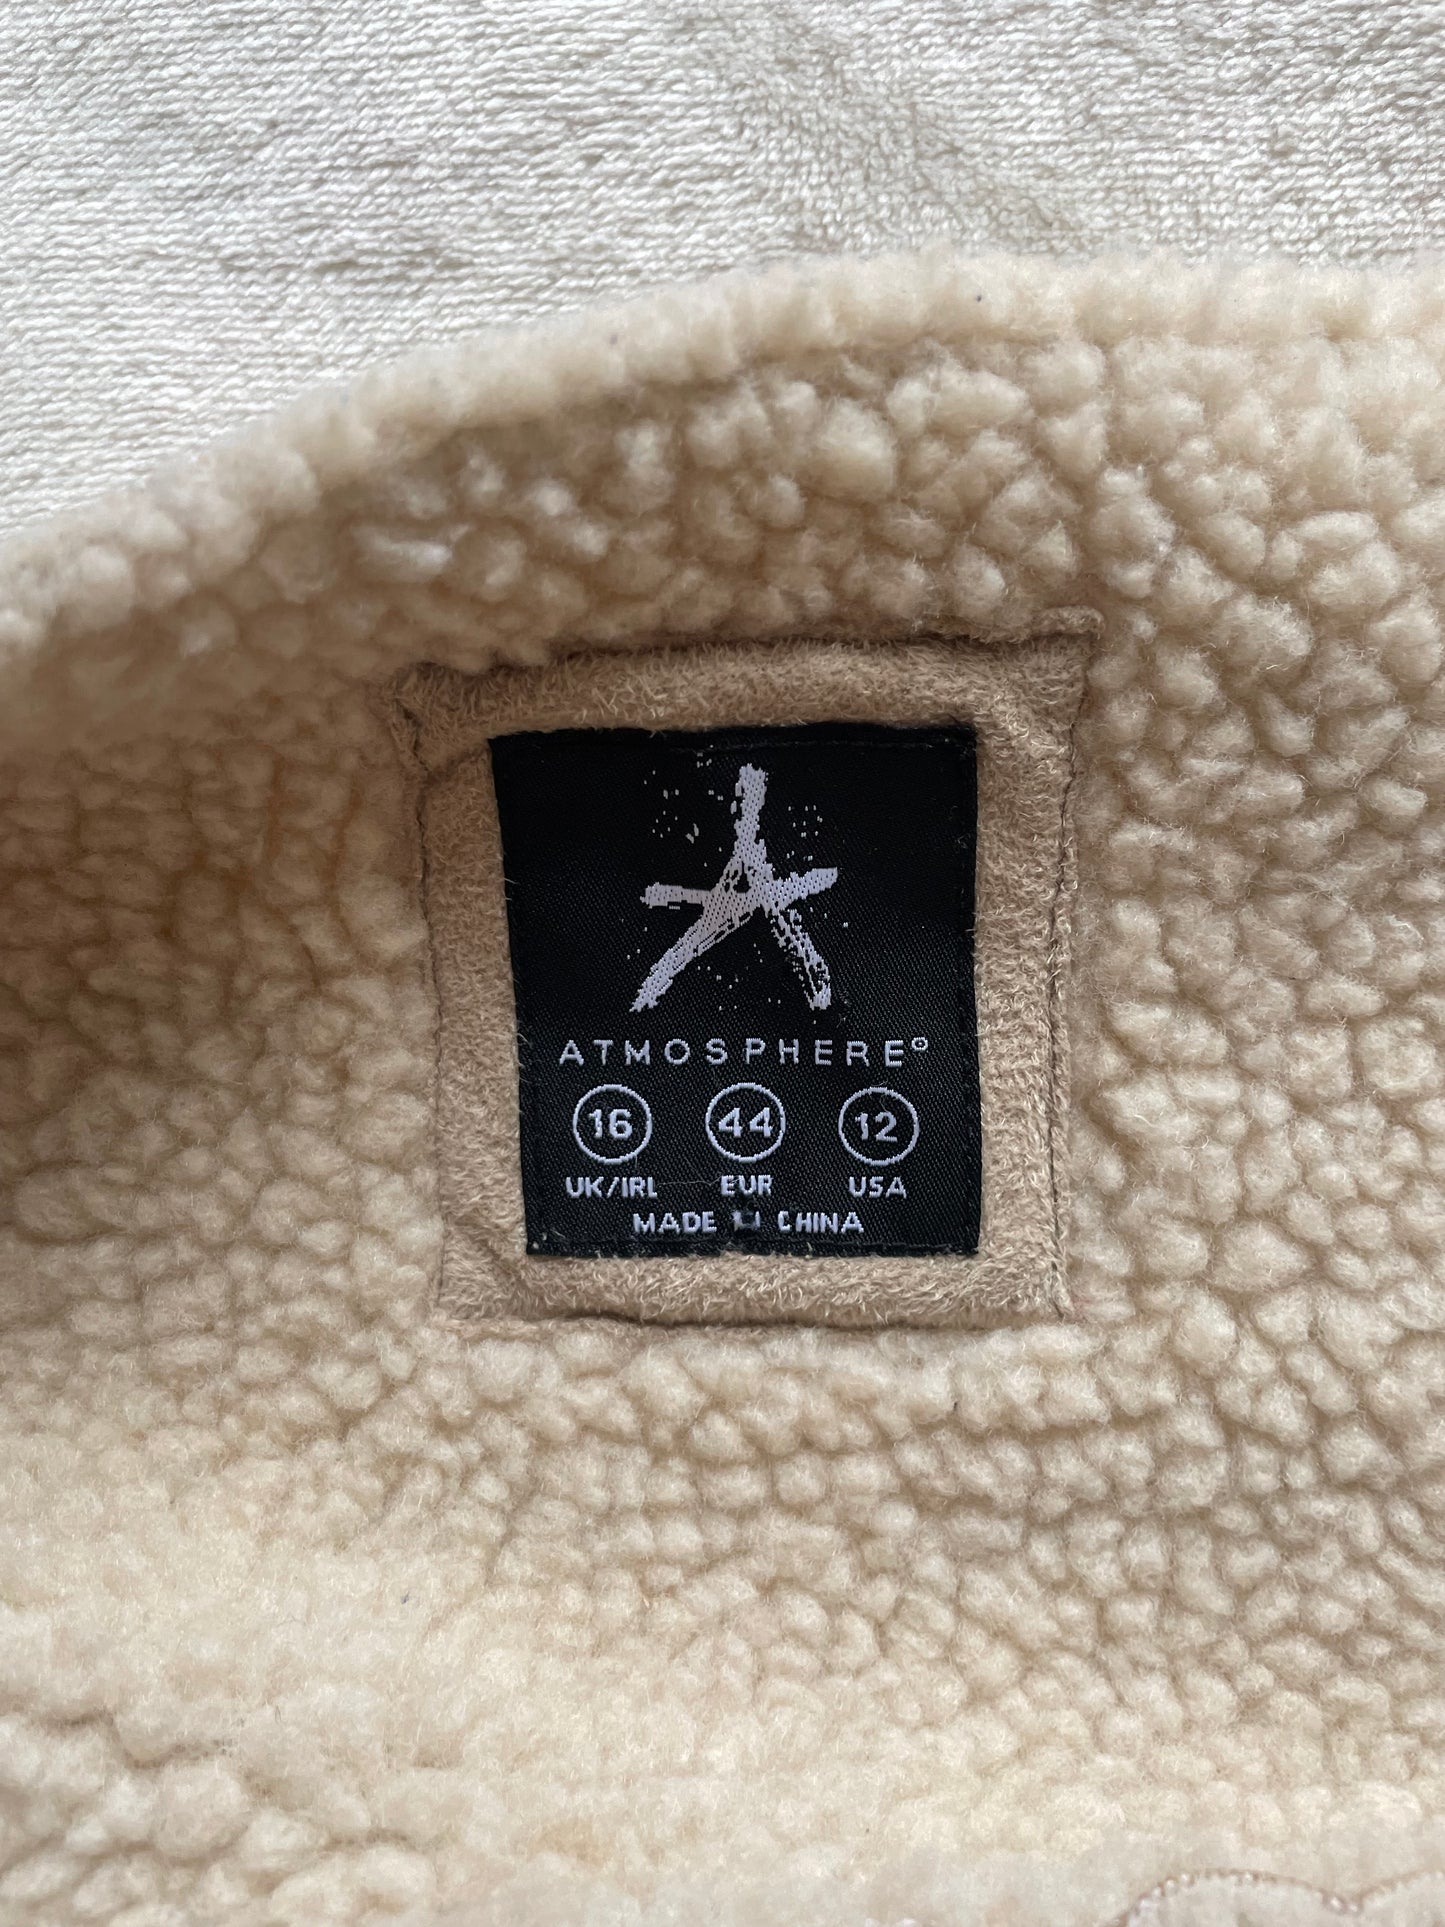 ATMOSPHERE®
16 44 12
UK/IRL EUR USA
MADE IN CHINA